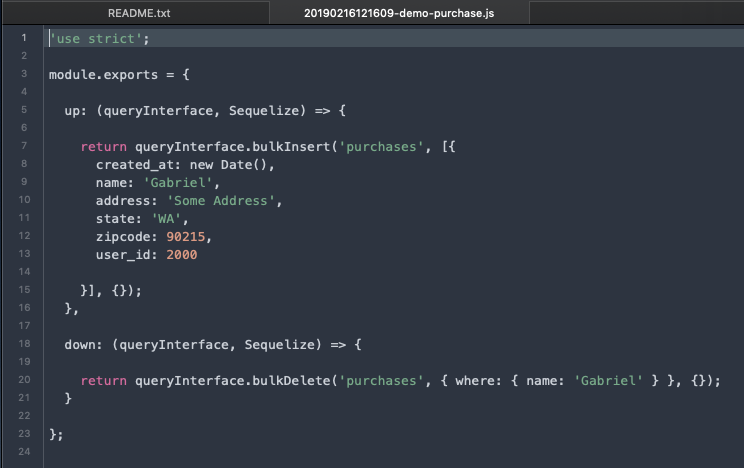 README.txt 20190216121609-demo-purchase.js
1 'use strict';
2
3 module.exports = {
4
5 up: (queryInterface, Sequelize) => {
6
7 return queryInterface.bulkInsert('purchases', [{
8 created_at: new Date(),
9 name: 'Gabriel',
10 address: 'Some Address',
11 state: 'WA',
12 zipcode: 90215,
13 user_id: 2000
14
15 }], {});
16 },
17
18 down: (queryInterface, Sequelize) => {
19
20 return queryInterface.bulkDelete('purchases', { where: { name: 'Gabriel' } }, {});
21 }
22
23 };
24